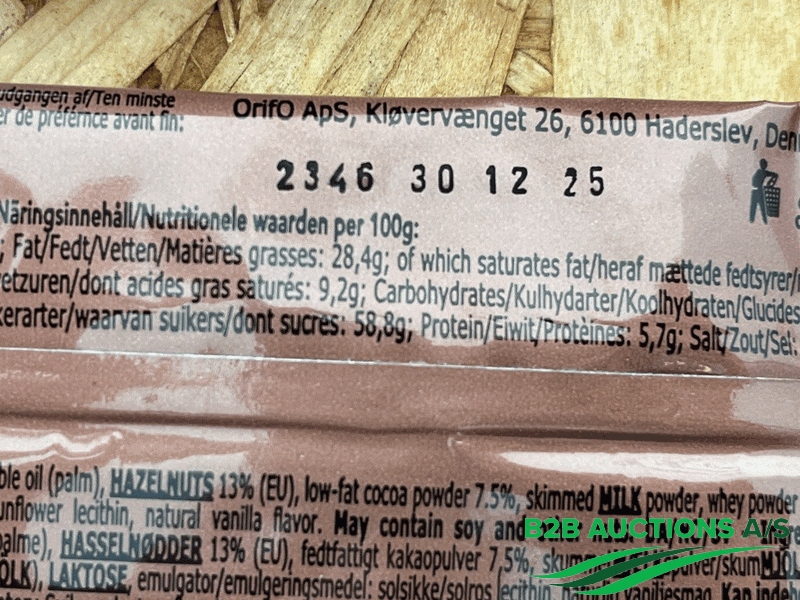 udgangen af/Ten minste
er de préférnce avant fin:
OrifO ApS, Kløvervænget 26, 6100 Haderslev, Den
2346 30 12 25
Näringsinnehåll/Nutritionele waarden per 100g:
; Fat/Fedt/Vetten/Matières grasses: 28,4g; of which saturates fat/heraf mættede fedtsyrer/
etzuren/dont acides gras saturés: 9,2g; Carbohydrates/Kulhydarter/Koolhydraten/Glucides
kerarter/waarvan suikers/dont sucres: 58,8g; Protein/Eiwit/Protèines: 5,7g; Salt/Zout/Sel:
ble oil (palm), HAZELNUTS 13% (EU), low-fat cocoa powder 7.5%, skimmed MILK powder, whey powder
unflower lecithin, natural vanilla flavor. May contain soy and
palme), HASSELNØDDER 13% (EU), fedtfattigt kakaopulver 7,5%,
OLK), LAKTOSE, emulgator/emulgeringsmedel: solsikke/solros lecithin,
B2B AUCTIONS A/S